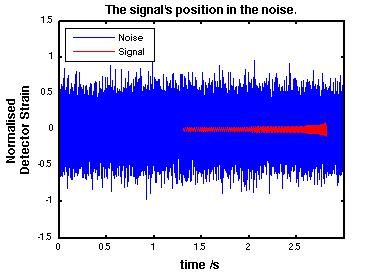 The signal's position in the noise.
Noise
Signal
Normalised
Detector Strain
1.5
1
0.5
0
-0.5
-1
-1.5
0 0.5 1 1.5 2 2.5
time /s